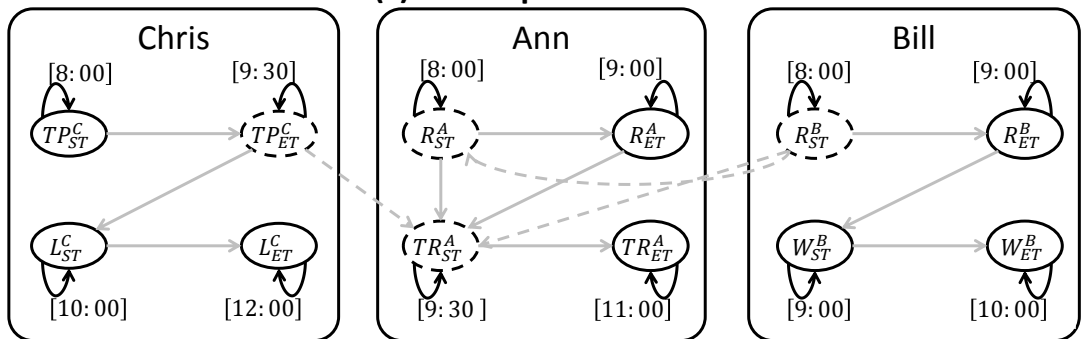 Chris
[8: 00]
[9: 30]
TP^C_ST
TP^C_ET
L^C_ST
L^C_ET
[10: 00]
[12: 00]
Ann
[8: 00]
[9: 00]
R^A_ST
R^A_ET
TR^A_ST
TR^A_ET
[9: 30 ]
[11: 00]
Bill
[8: 00]
[9: 00]
R^B_ST
R^B_ET
W^B_ST
W^B_ET
[9: 00]
[10: 00]